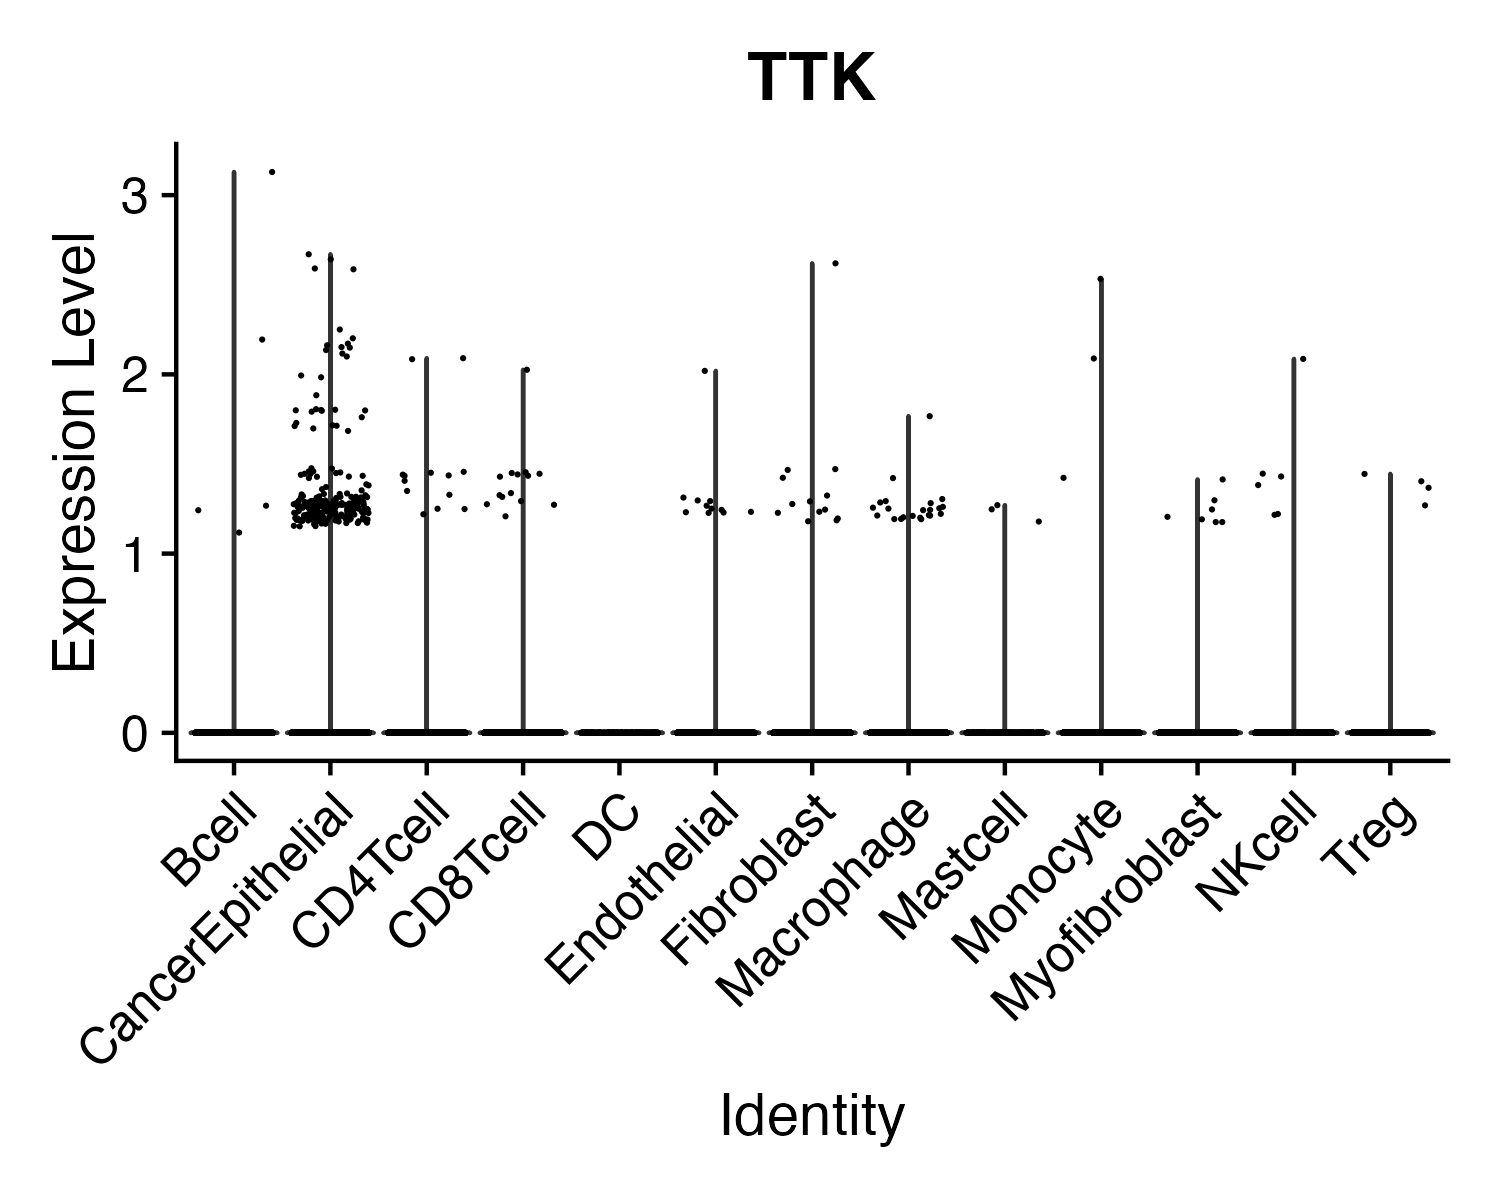 TTK
Expression Level
3
2
1
0
Bcell
CancerEpithelial
CD4Tcell
CD8Tcell
DC
Endothelial
Fibroblast
Macrophage
Mastcell
Monocyte
Myofibroblast
NKcell
Treg
Identity